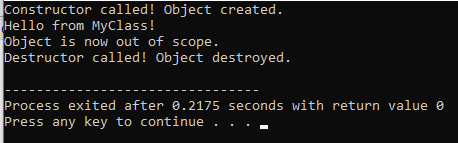 Constructor called! Object created.
Hello from MyClass!
Object is now out of scope.
Destructor called! Object destroyed.
--------------------------------
Process exited after 0.2175 seconds with return value 0
Press any key to continue . . .